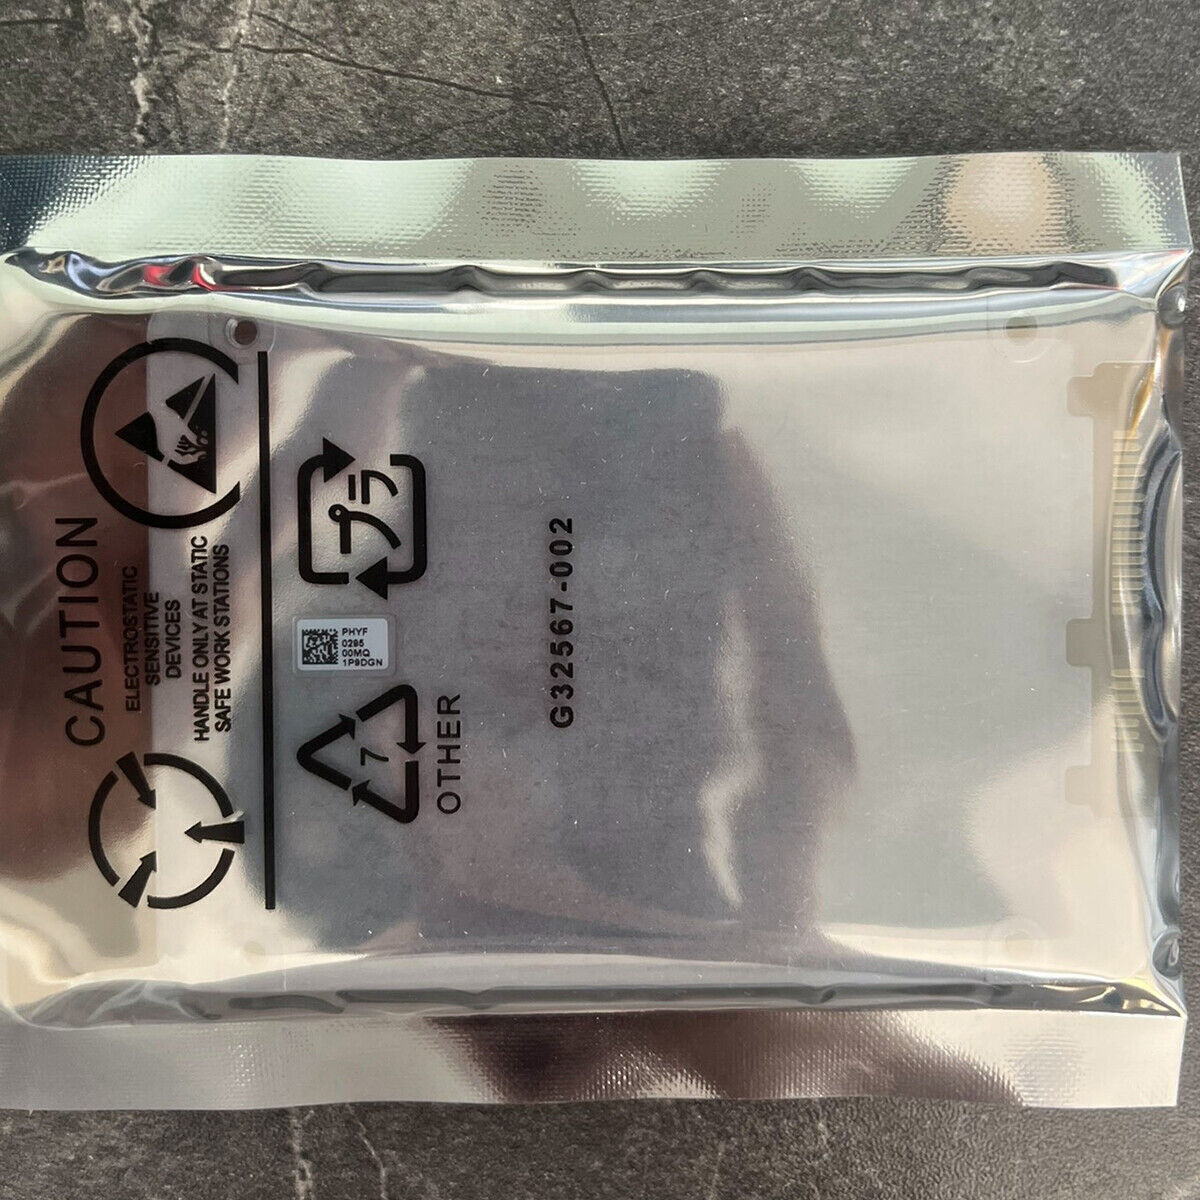 CAUTION
ELECTROSTATIC
SENSITIVE
DEVICES
HANDLE ONLY AT STATIC
SAFE WORK STATIONS
プラ
PHYF
0295
00MQ
1P9DGN
7
OTHER
G32567-002